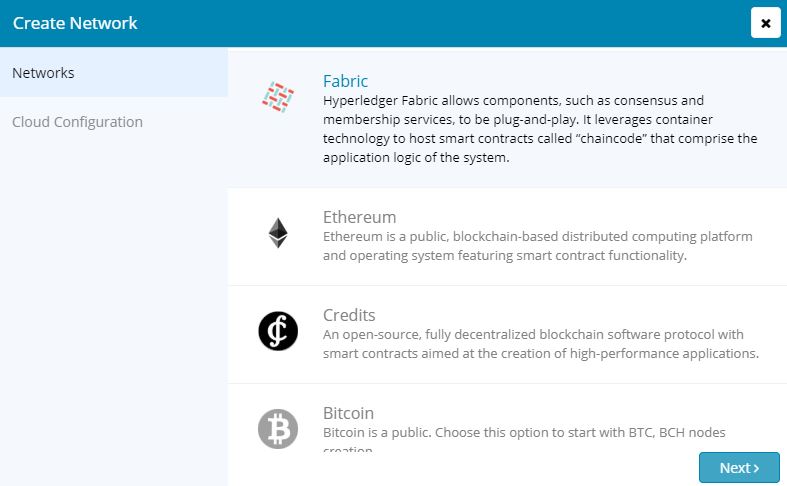 Create Network
Networks
Cloud Configuration
Fabric
Hyperledger Fabric allows components, such as consensus and
membership services, to be plug-and-play. It leverages container
technology to host smart contracts called “chaincode” that comprise the
application logic of the system.
Ethereum
Ethereum is a public, blockchain-based distributed computing platform
and operating system featuring smart contract functionality.
Credits
An open-source, fully decentralized blockchain software protocol with
smart contracts aimed at the creation of high-performance applications.
Bitcoin
Bitcoin is a public. Choose this option to start with BTC, BCH nodes
creation
Next